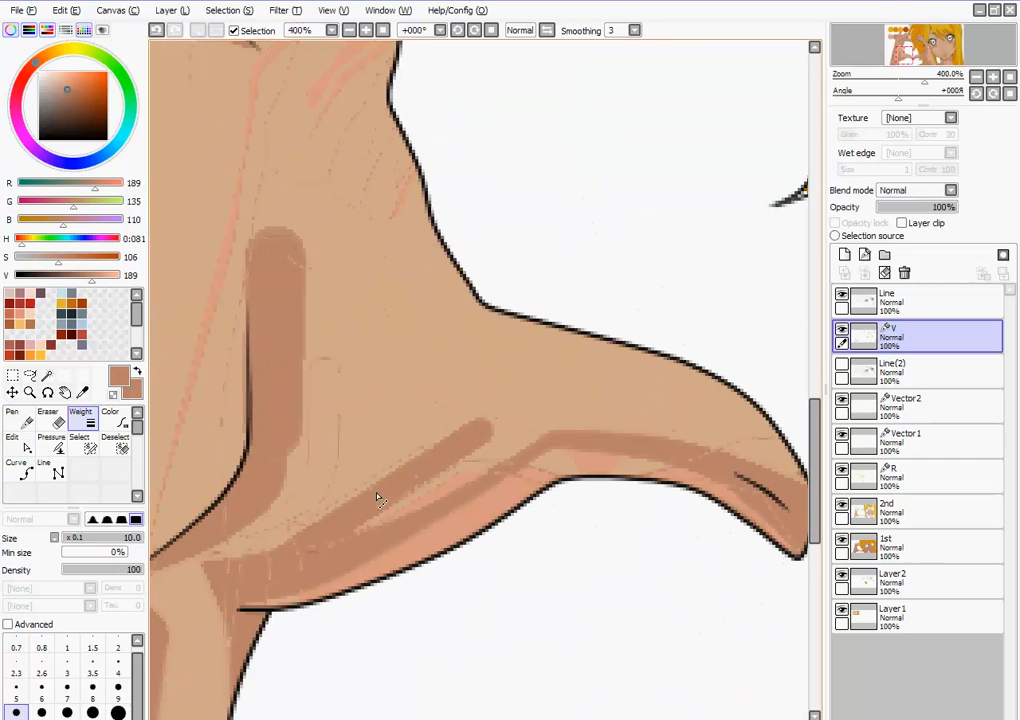 File (F) Edit (E) Canvas (C) Layer (L) Selection (S) Filter (T) View (V) Window (W) Help/Config (O)
Selection 400% +000° Normal Smoothing 3
R 189
G 135
B 110
H 0:081
S 106
V 189
Pen Eraser Weight Color
Edit Pressure Select Deselect
Curve Line
Normal
Size x 0.1 10.0
Min size 0%
Density 100
[None]
[None]
Advanced
0.7 0.8 1 1.5 2
2.3 2.6 3 3.5 4
5 6 7 8 9
Zoom 400.0%
Texture [None]
Grain 100%
Wet edge [None]
Size 1 100
Blend mode Normal
Opacity 100%
Opacity lock Layer clip
Selection source
Line
Normal
100%
V
Normal
100%
Line(2)
Normal
100%
Vector2
Normal
100%
Vector1
Normal
100%
R
Normal
100%
2nd
Normal
100%
1st
Normal
100%
Layer2
Normal
100%
Layer1
Normal
100%